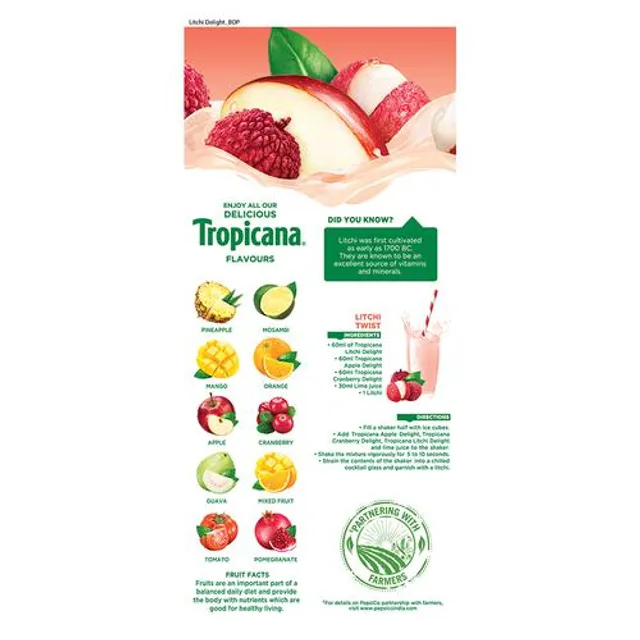 Litchi Delight_BOP
ENJOY ALL OUR
DELICIOUS
Tropicana®
FLAVOURS
PINEAPPLE
MOSAMBI
MANGO
ORANGE
APPLE
CRANBERRY
GUAVA
MIXED FRUIT
TOMATO
POMEGRANATE
FRUIT FACTS
Fruits are an important part of a
balanced daily diet and provide
the body with nutrients which are
good for healthy living.
DID YOU KNOW?
Litchi was first cultivated
as early as 1700 BC.
They are known to be an
excellent source of vitamins
and minerals.
LITCHI
TWIST
INGREDIENTS
• 60ml of Tropicana
Litchi Delight
• 60ml Tropicana
Apple Delight
• 60ml Tropicana
Cranberry Delight
• 30ml Lime juice
• 1 Litchi
DIRECTIONS
• Fill a shaker half with ice cubes.
• Add Tropicana Apple Delight, Tropicana
Cranberry Delight, Tropicana Litchi Delight
and lime juice to the shaker.
• Shake the mixture vigorously for 5 to 10 seconds.
• Strain the contents of the shaker into a chilled
cocktail glass and garnish with a litchi.
*PARTNERING WITH
FARMERS
*For details on PepsiCo partnership with farmers,
visit www.pepsicoindia.com